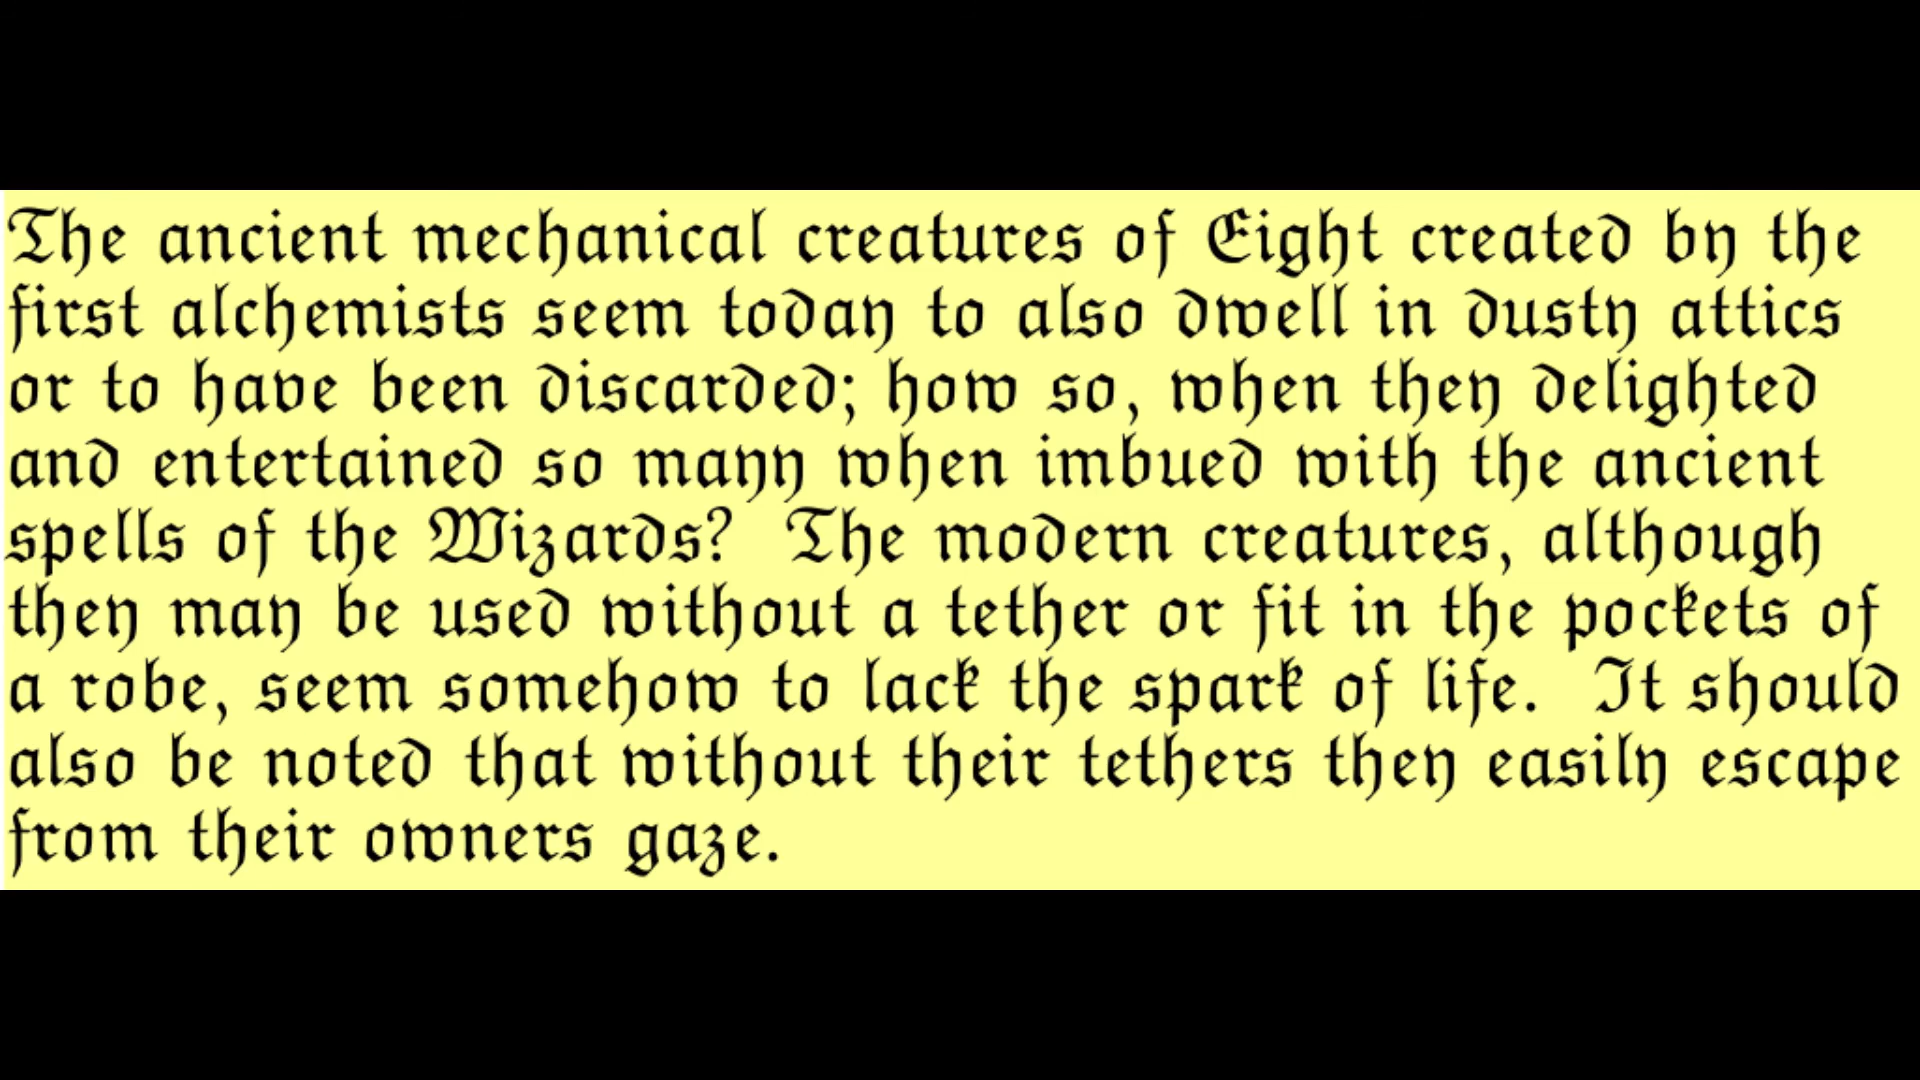 The ancient mechanical creatures of Eight created by the
first alchemists seem today to also dwell in dusty attics
or to have been discarded; how so, when they delighted
and entertained so many when imbued with the ancient
spells of the Wizards?  The modern creatures, although
they may be used without a tether or fit in the pockets of
a robe, seem somehow to lack the spark of life.  It should
also be noted that without their tethers they easily escape
from their owners gaze.